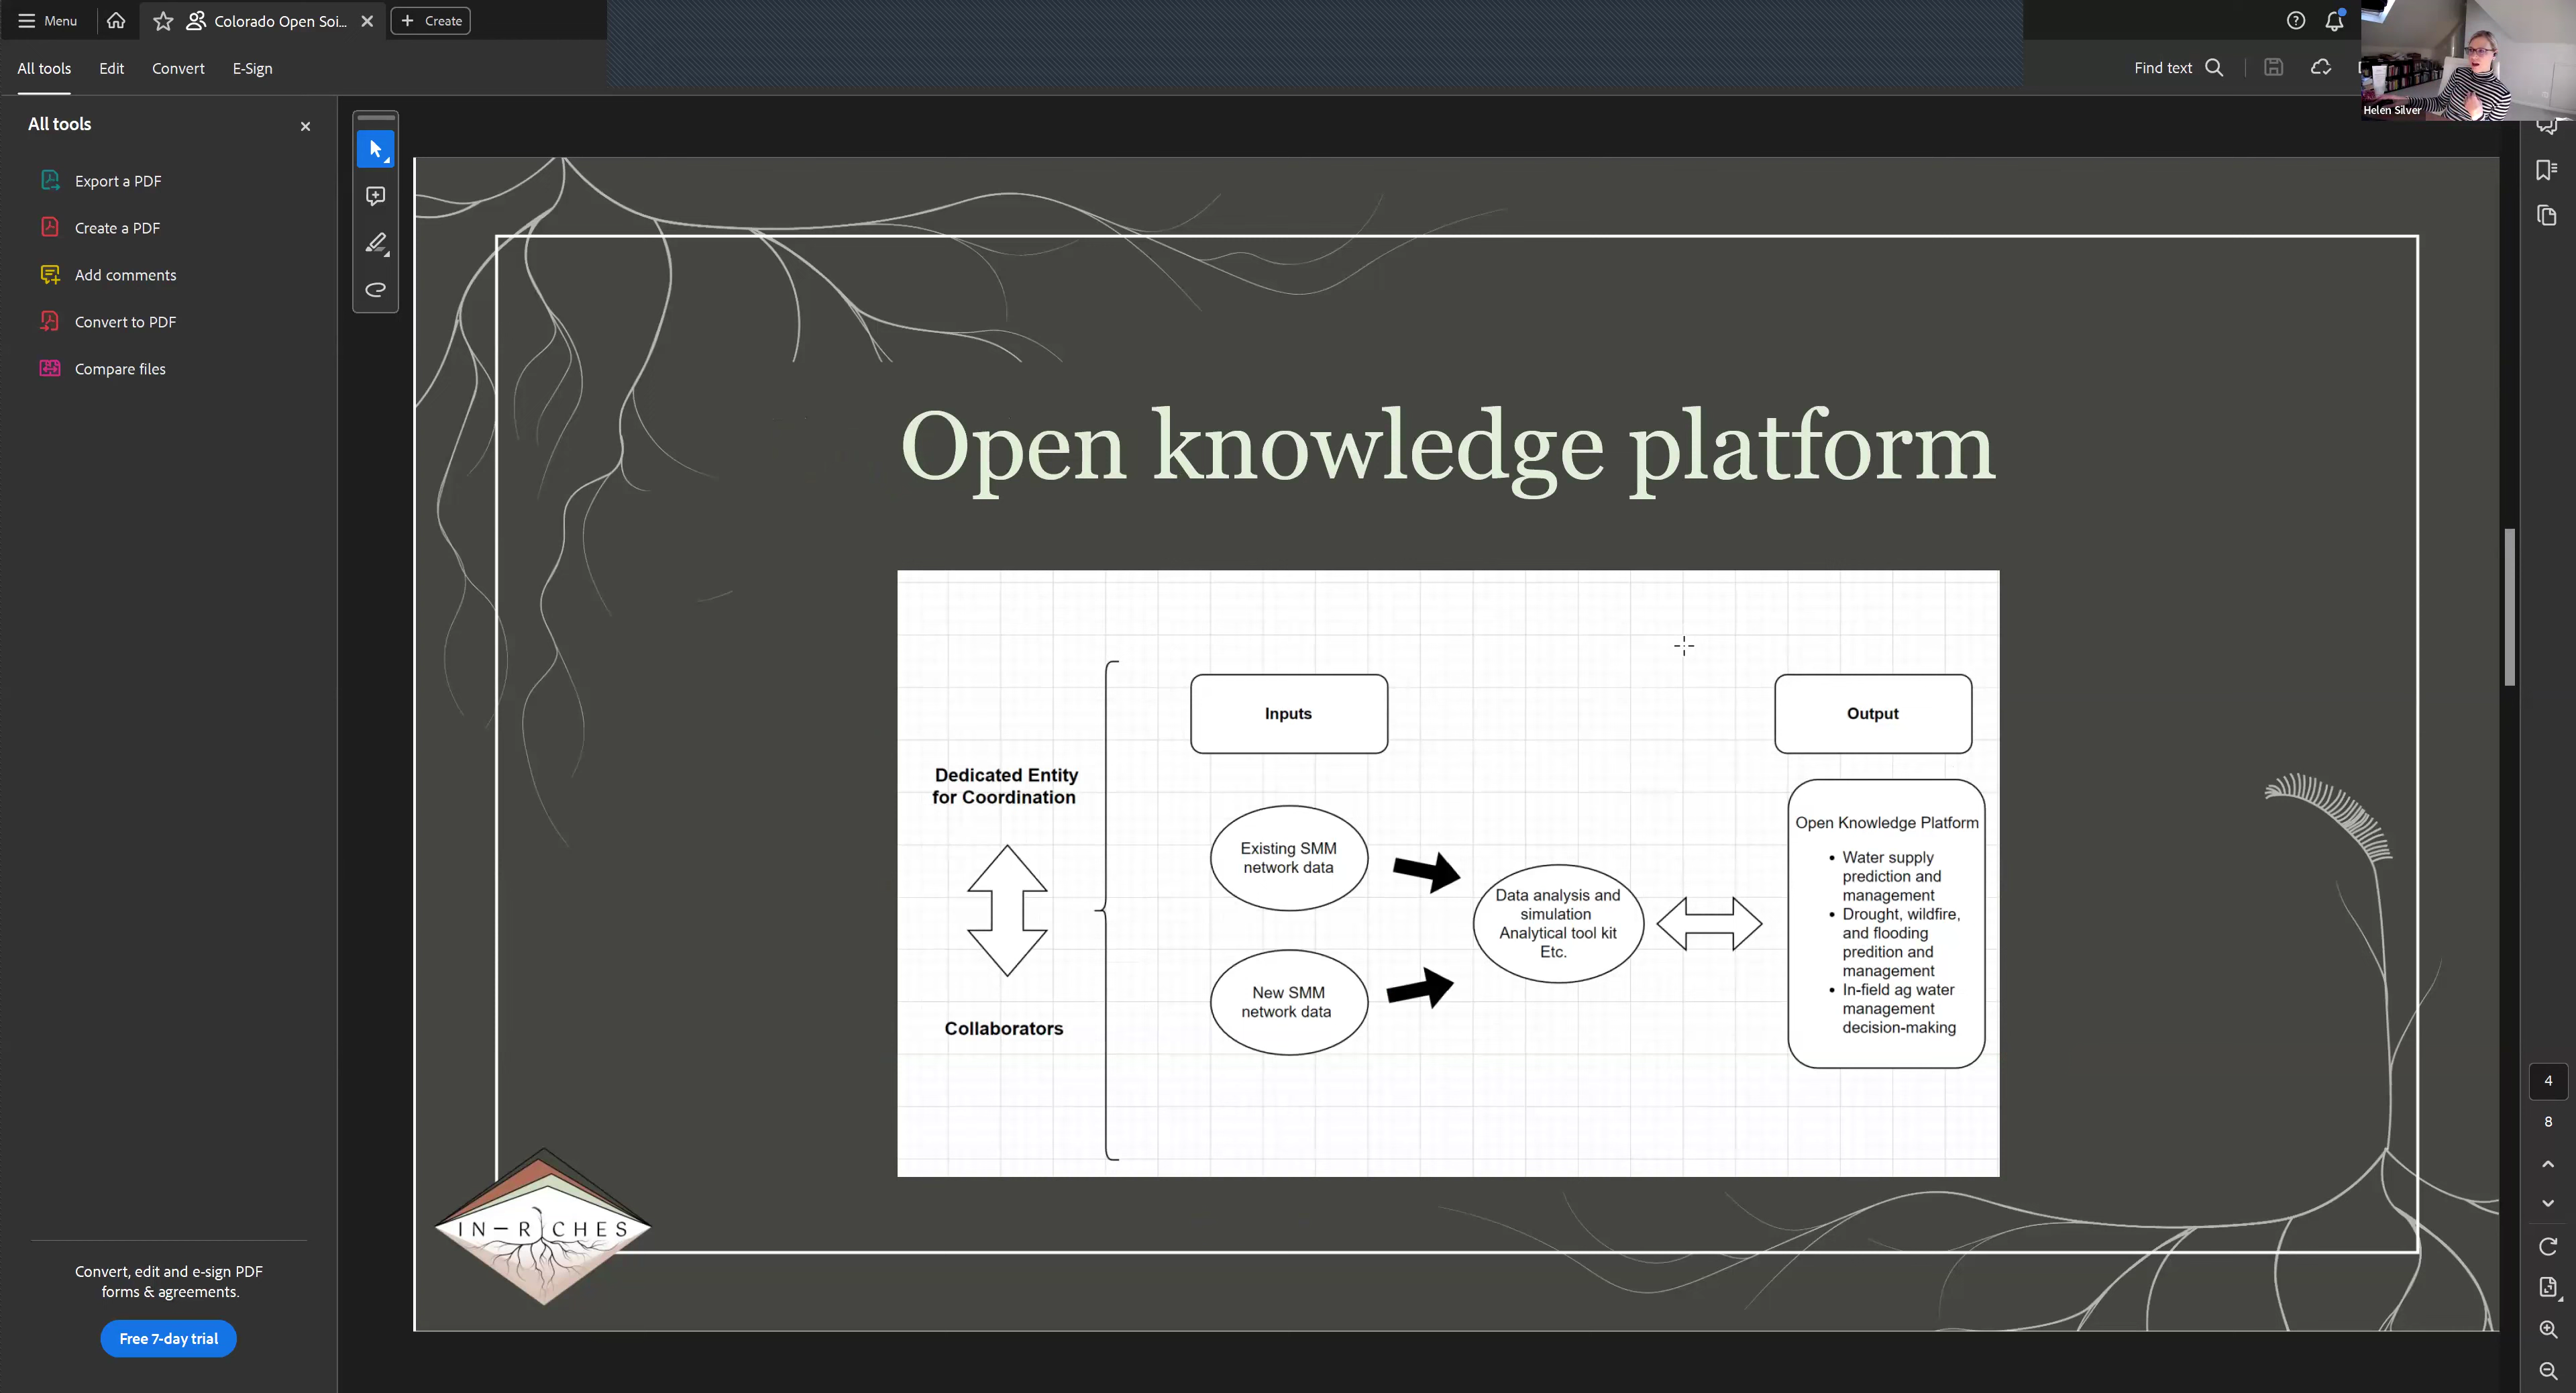 Menu
Colorado Open Soi...
Create
All tools
Edit
Convert
E-Sign
Find text
Helen Silver
All tools
Export a PDF
Create a PDF
Add comments
Convert to PDF
Compare files
Convert, edit and e-sign PDF
forms & agreements.
Free 7-day trial
Open knowledge platform
Dedicated Entity
for Coordination
Collaborators
Inputs
Existing SMM
network data
New SMM
network data
Data analysis and
simulation
Analytical tool kit
Etc.
Output
Open Knowledge Platform
• Water supply
prediction and
management
• Drought, wildfire,
and flooding
predition and
management
• In-field ag water
management
decision-making
IN-RICHES
4
8